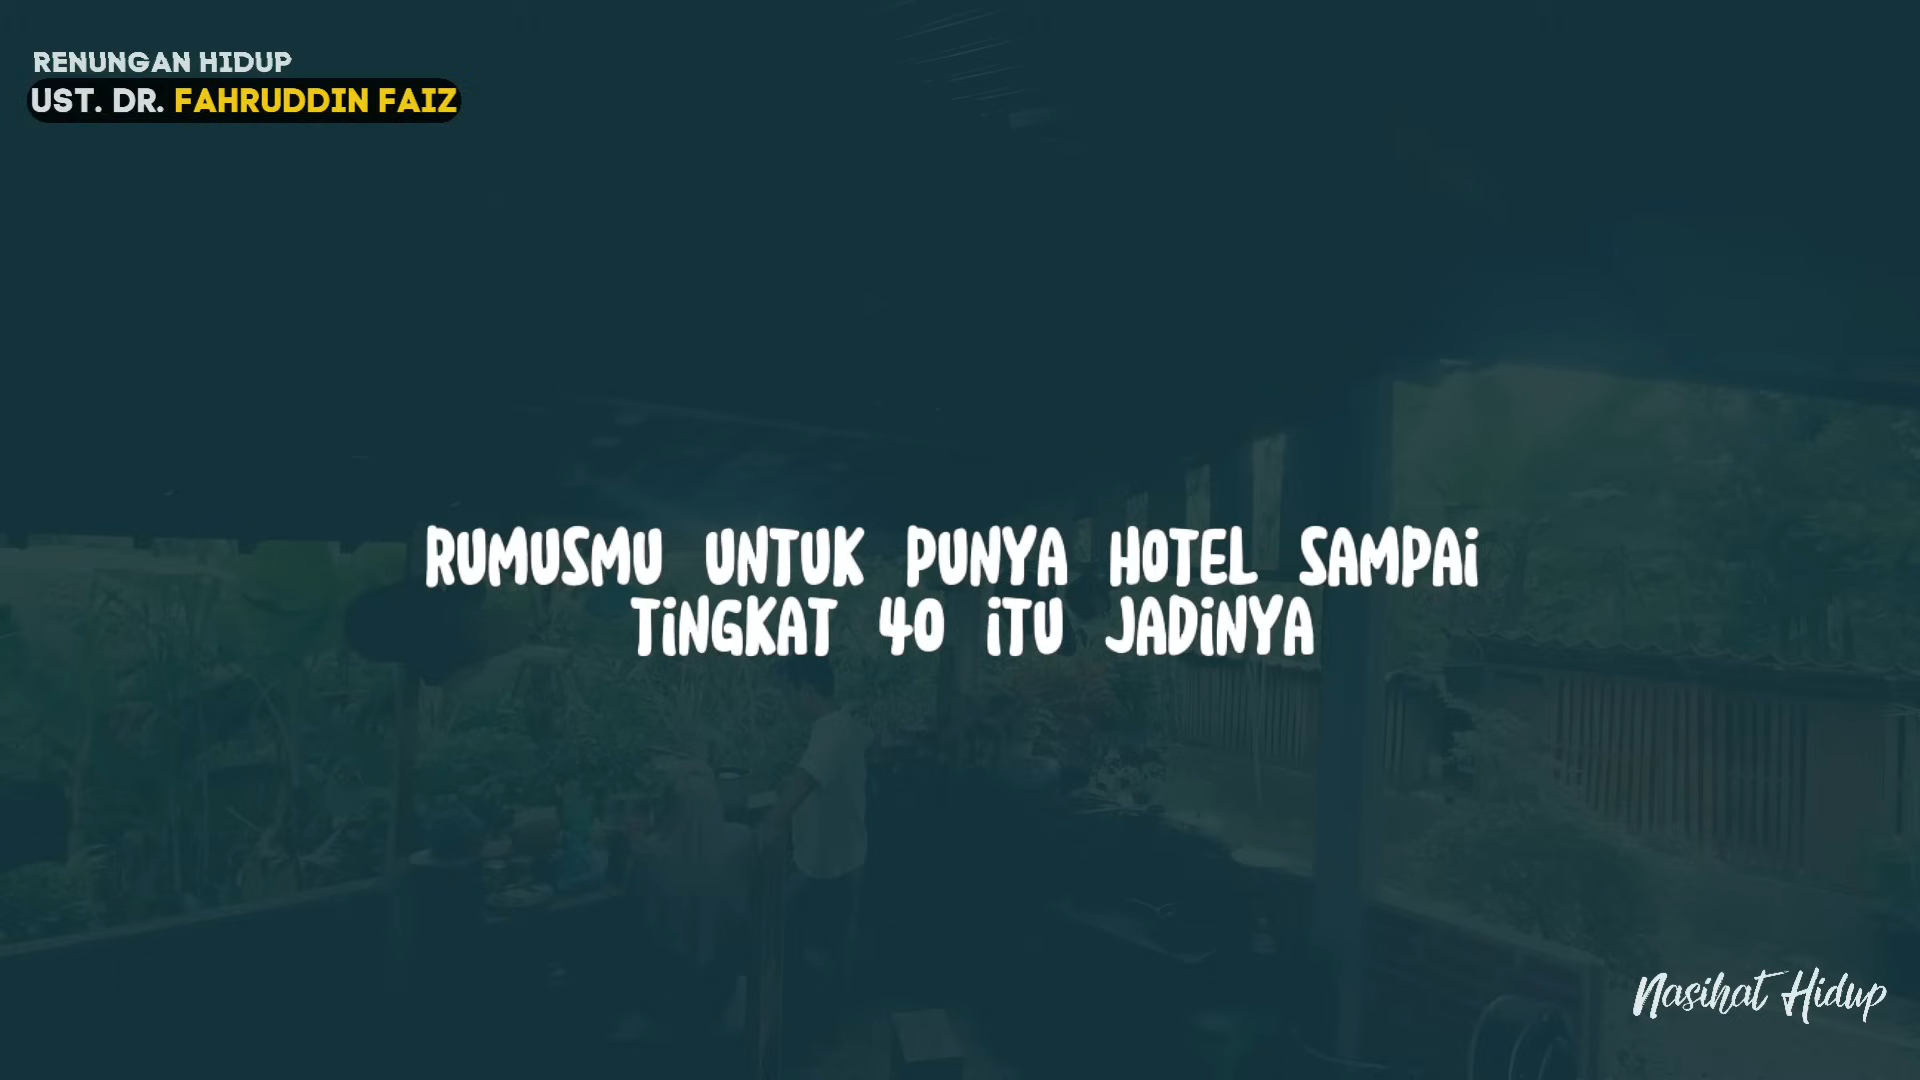 RENUNGAN HIDUP
UST. DR. FAHRUDDIN FAIZ
RUMUSMU UNTUK PUNYA HOTEL SAMPAi
TiNGKAT 40 iTU JADiNYA
Nasihat Hidup